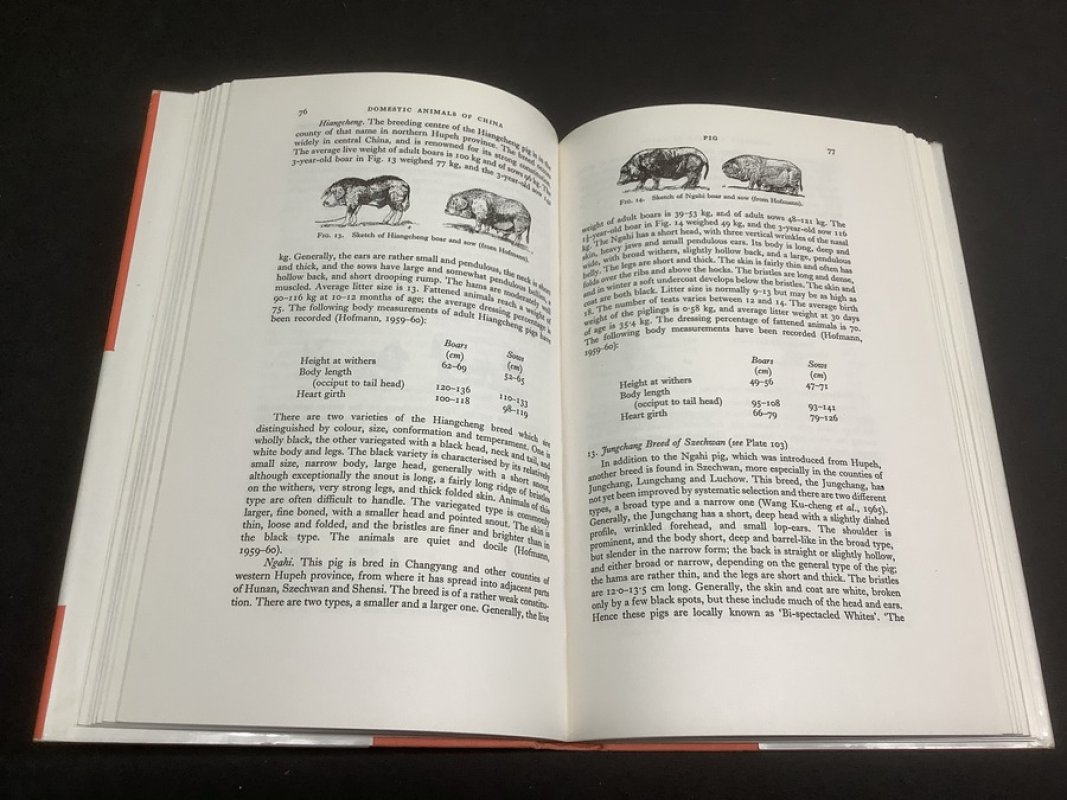 76
DOMESTIC ANIMALS OF CHINA
Hiangcheng. The breeding centre of the Hiangcheng pig is in the
county of that name in northern Hupeh province. The breed occurs
widely in central China, and is renowned for its strong constitution.
The average live weight of adult boars is 100 kg and of sows 96 kg. The
3-year-old boar in Fig. 13 weighed 77 kg, and the 3-year-old sow
FIG. 13. Sketch of Hiangcheng boar and sow (from Hofmann).
kg. Generally, the ears are rather small and pendulous, the neck is short
and thick, and the sows have large and somewhat pendulous bellies, a
hollow back, and short drooping rump. The hams are moderately well
muscled. Average litter size is 13. Fattened animals reach a weight of
90–116 kg at 10–12 months of age; the average dressing percentage is
75. The following body measurements of adult Hiangcheng pigs have
been recorded (Hofmann, 1959–60):
Boars Sows
(cm) (cm)
Height at withers 62–69 52–65
Body length
(occiput to tail head) 120–136 110–133
Heart girth 100–118 98–119
There are two varieties of the Hiangcheng breed which are
distinguished by colour, size, conformation and temperament. One is
wholly black, the other variegated with a black head, neck and tail, and
white body and legs. The black variety is characterised by its relatively
small size, narrow body, large head, generally with a short snout,
although exceptionally the snout is long, a fairly long ridge of bristles
on the withers, very strong legs, and thick folded skin. Animals of this
type are often difficult to handle. The variegated type is commonly
larger, fine boned, with a smaller head and pointed snout. The skin is
thin, loose and folded, and the bristles are finer and brighter than in
the black type. The animals are quiet and docile (Hofmann,
1959–60).
Ngahi. This pig is bred in Changyang and other counties of
western Hupeh province, from where it has spread into adjacent parts
of Hunan, Szechwan and Shensi. The breed is of a rather weak constitu-
tion. There are two types, a smaller and a larger one. Generally, the live
PIG
77
FIG. 14. Sketch of Ngahi boar and sow (from Hofmann).
weight of adult boars is 39–53 kg, and of adult sows 48–121 kg. The
1½-year-old boar in Fig. 14 weighed 49 kg, and the 3-year-old sow 116
kg. The Ngahi has a short head, with three vertical wrinkles of the nasal
skin, heavy jaws and small pendulous ears. Its body is long, deep and
wide, with broad withers, slightly hollow back, and a large, pendulous
belly. The legs are short and thick. The skin is fairly thin and often has
folds over the ribs and above the hocks. The bristles are long and dense,
and in winter a soft undercoat develops below the bristles. The skin and
coat are both black. Litter size is normally 9–13 but may be as high as
18. The number of teats varies between 12 and 14. The average birth
weight of the piglings is 0·58 kg, and average litter weight at 30 days
of age is 35·4 kg. The dressing percentage of fattened animals is 70.
The following body measurements have been recorded (Hofmann,
1959–60):
Boars Sows
(cm) (cm)
Height at withers 49–56 47–71
Body length
(occiput to tail head) 95–108 93–141
Heart girth 66–79 79–126
13. Jungchang Breed of Szechwan (see Plate 103)
In addition to the Ngahi pig, which was introduced from Hupeh,
another breed is found in Szechwan, more especially in the counties of
Jungchang, Lungchang and Luchow. This breed, the Jungchang, has
not yet been improved by systematic selection and there are two different
types, a broad type and a narrow one (Wang Ku-cheng et al., 1965).
Generally, the Jungchang has a short, deep head with a slightly dished
profile, wrinkled forehead, and small lop-ears. The shoulder is
prominent, and the body short, deep and barrel-like in the broad type,
but slender in the narrow form; the back is straight or slightly hollow,
and either broad or narrow, depending on the general type of the pig;
the hams are rather thin, and the legs are short and thick. The bristles
are 12·0–13·5 cm long. Generally, the skin and coat are white, broken
only by a few black spots, but these include much of the head and ears.
Hence these pigs are locally known as ‘Bi-spectacled Whites’. ‘The